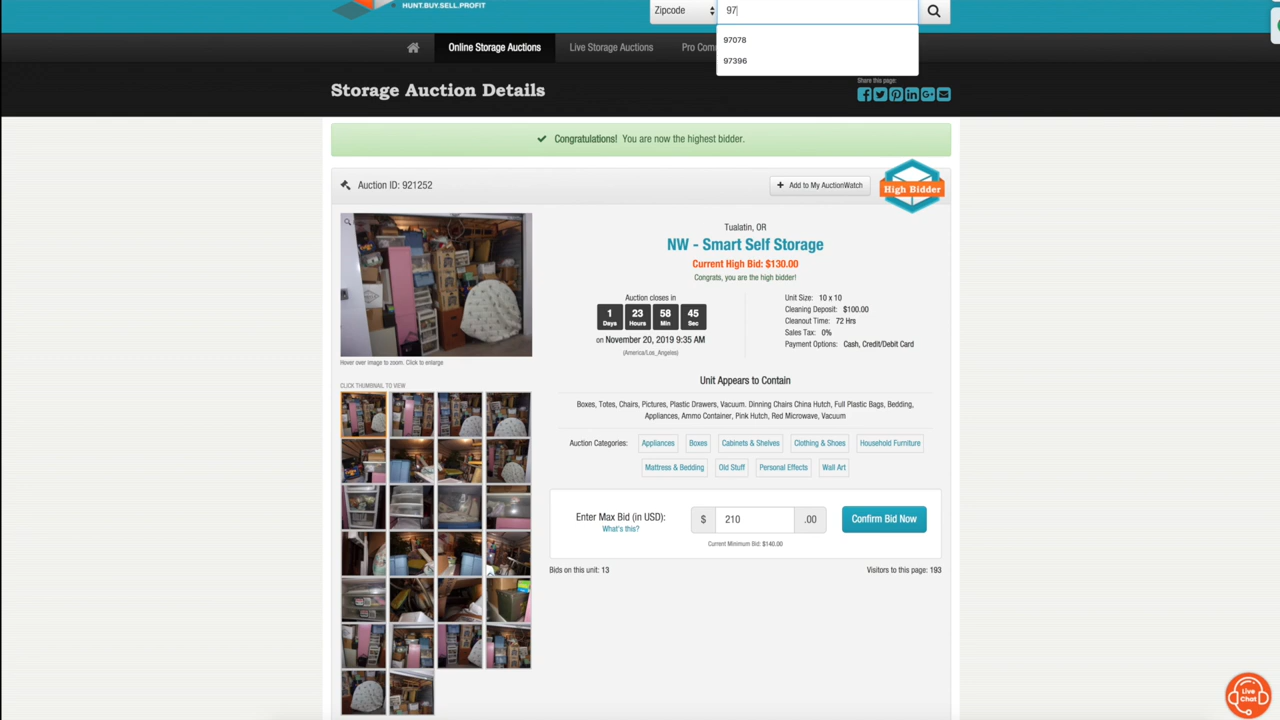 HUNT.BUY.SELL.PROFIT
Zipcode
97
97078
97396
Online Storage Auctions
Live Storage Auctions
Pro Com
Storage Auction Details
Share this page:
Congratulations! You are now the highest bidder.
Auction ID: 921252
+ Add to My AuctionWatch
High Bidder
Tualatin, OR
NW - Smart Self Storage
Current High Bid: $130.00
Congrats, you are the high bidder!
Auction closes in
1 23 58 45
Days Hours Min Sec
on November 20, 2019 9:35 AM
(America/Los_Angeles)
Unit Size: 10 x 10
Cleaning Deposit: $100.00
Cleanout Time: 72 Hrs
Sales Tax: 0%
Payment Options: Cash, Credit/Debit Card
Hover over image to zoom. Click to enlarge
CLICK THUMBNAIL TO VIEW
Unit Appears to Contain
Boxes, Totes, Chairs, Pictures, Plastic Drawers, Vacuum. Dinning Chairs China Hutch, Full Plastic Bags, Bedding,
Appliances, Ammo Container, Pink Hutch, Red Microwave, Vacuum
Auction Categories: Appliances Boxes Cabinets & Shelves Clothing & Shoes Household Furniture
Mattress & Bedding Old Stuff Personal Effects Wall Art
Enter Max Bid (in USD):
What's this?
$ 210 .00
Confirm Bid Now
Current Minimum Bid: $140.00
Bids on this unit: 13
Visitors to this page: 193
Live
Chat